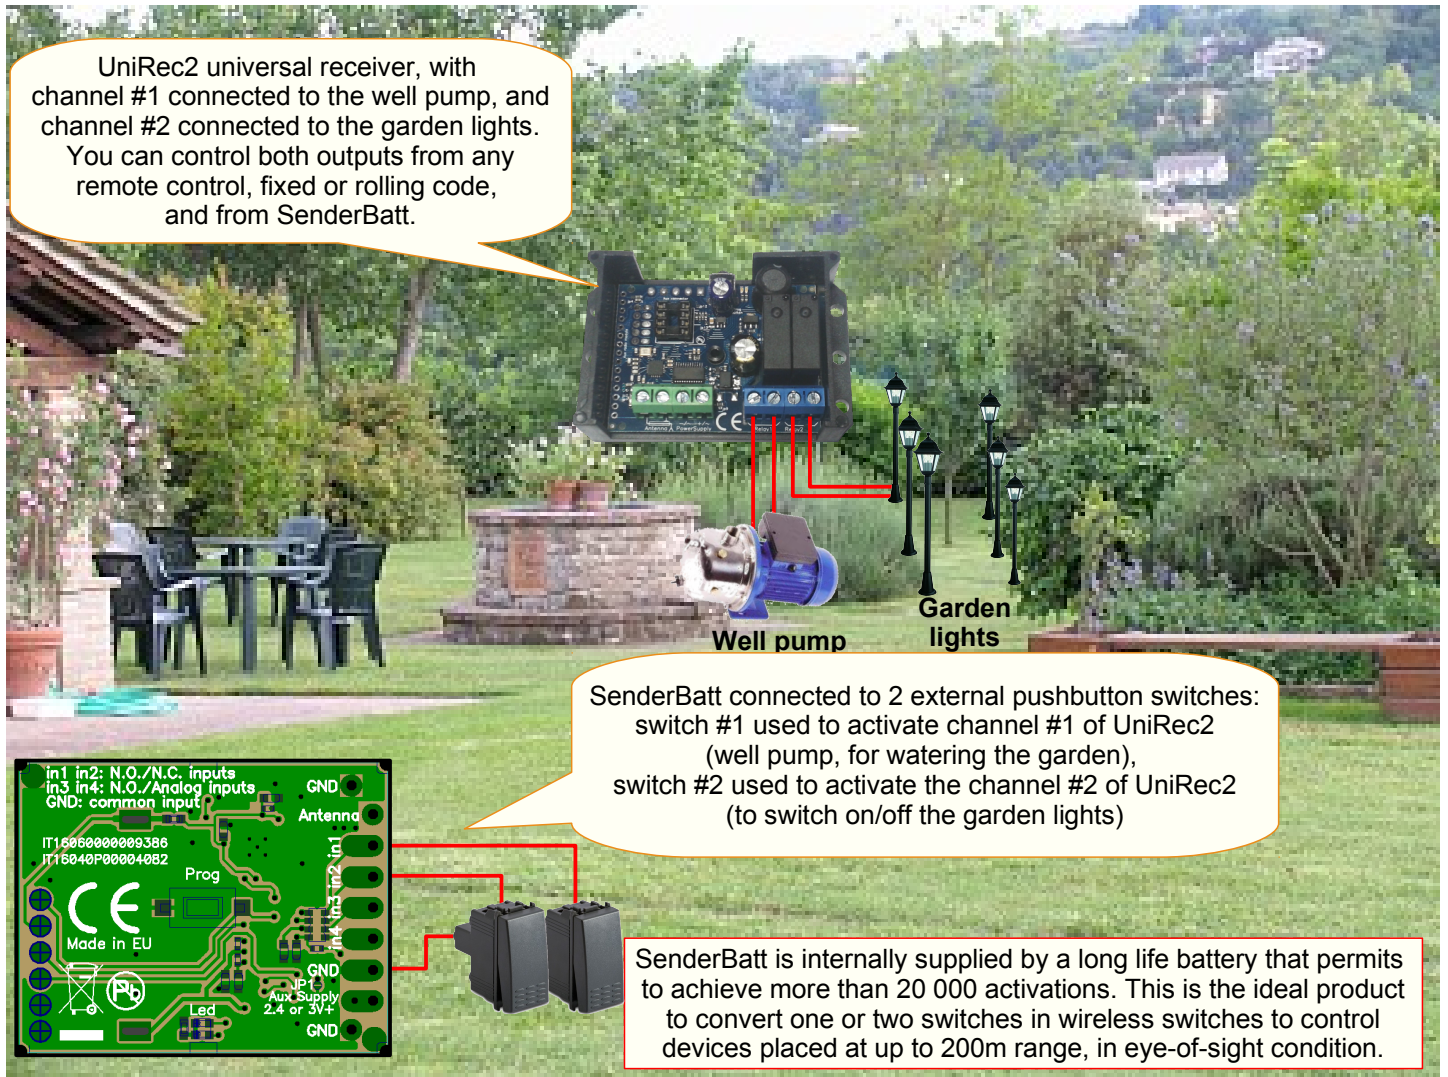 UniRec2 universal receiver, with
channel #1 connected to the well pump, and
channel #2 connected to the garden lights.
You can control both outputs from any
remote control, fixed or rolling code,
and from SenderBatt.
Antenna PowerSupply CE Relay1 Relay2
Well pump
Garden
lights
SenderBatt connected to 2 external pushbutton switches:
switch #1 used to activate channel #1 of UniRec2
(well pump, for watering the garden),
switch #2 used to activate the channel #2 of UniRec2
(to switch on/off the garden lights)
in1 in2: N.O./N.C. inputs
in3 in4: N.O./Analog inputs
GND: common input
GND
Antenna
IT16060000009386
IT16040P00004082
in4 in3 in2 in1
Prog
CE
Made in EU
Pb
GND
JP1
Aux Supply
2.4 or 3V+
Led
GND
SenderBatt is internally supplied by a long life battery that permits
to achieve more than 20 000 activations. This is the ideal product
to convert one or two switches in wireless switches to control
devices placed at up to 200m range, in eye-of-sight condition.